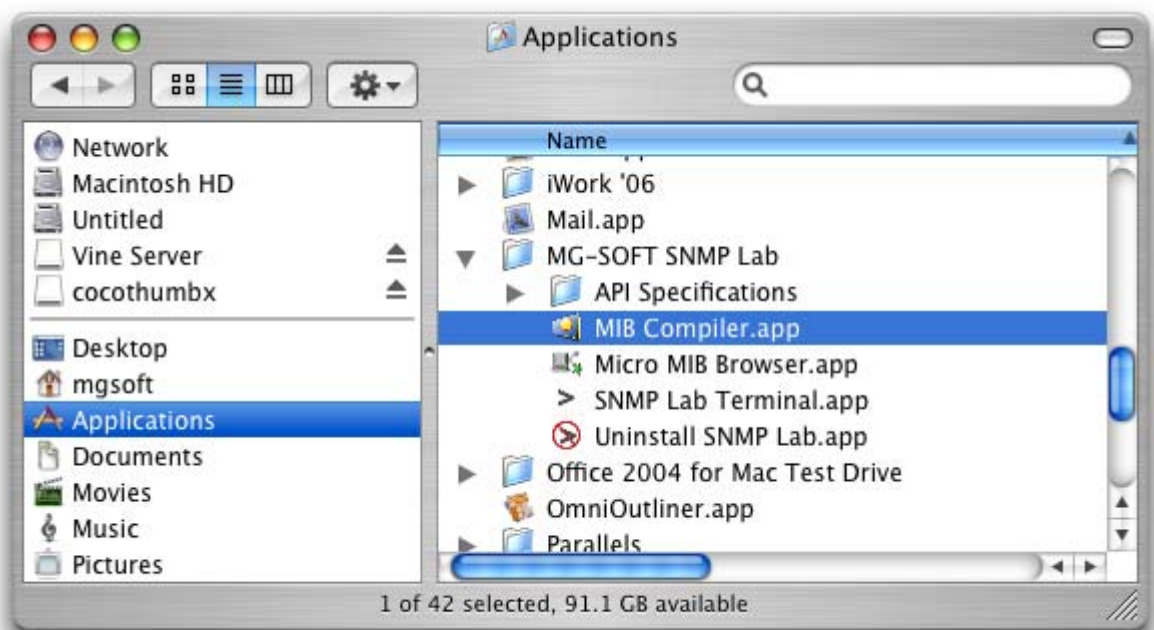 Applications
Network
Macintosh HD
Untitled
Vine Server
cocothumbx
Desktop
mgsoft
Applications
Documents
Movies
Music
Pictures
Name
iWork '06
Mail.app
MG-SOFT SNMP Lab
API Specifications
MIB Compiler.app
Micro MIB Browser.app
SNMP Lab Terminal.app
Uninstall SNMP Lab.app
Office 2004 for Mac Test Drive
OmniOutliner.app
Parallels
1 of 42 selected, 91.1 GB available